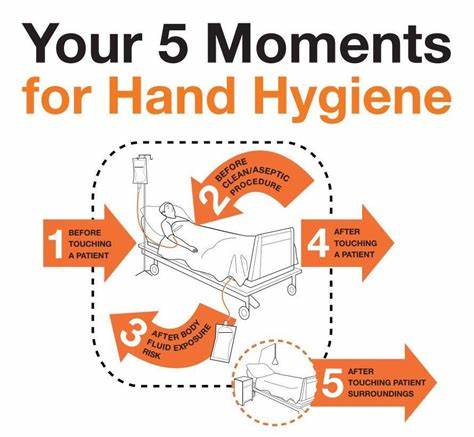 Your 5 Moments
for Hand Hygiene
1
BEFORE
TOUCHING
A PATIENT
2
BEFORE
CLEAN/ASEPTIC
PROCEDURE
3
AFTER BODY
FLUID EXPOSURE
RISK
4
AFTER
TOUCHING
A PATIENT
5
AFTER
TOUCHING PATIENT
SURROUNDINGS